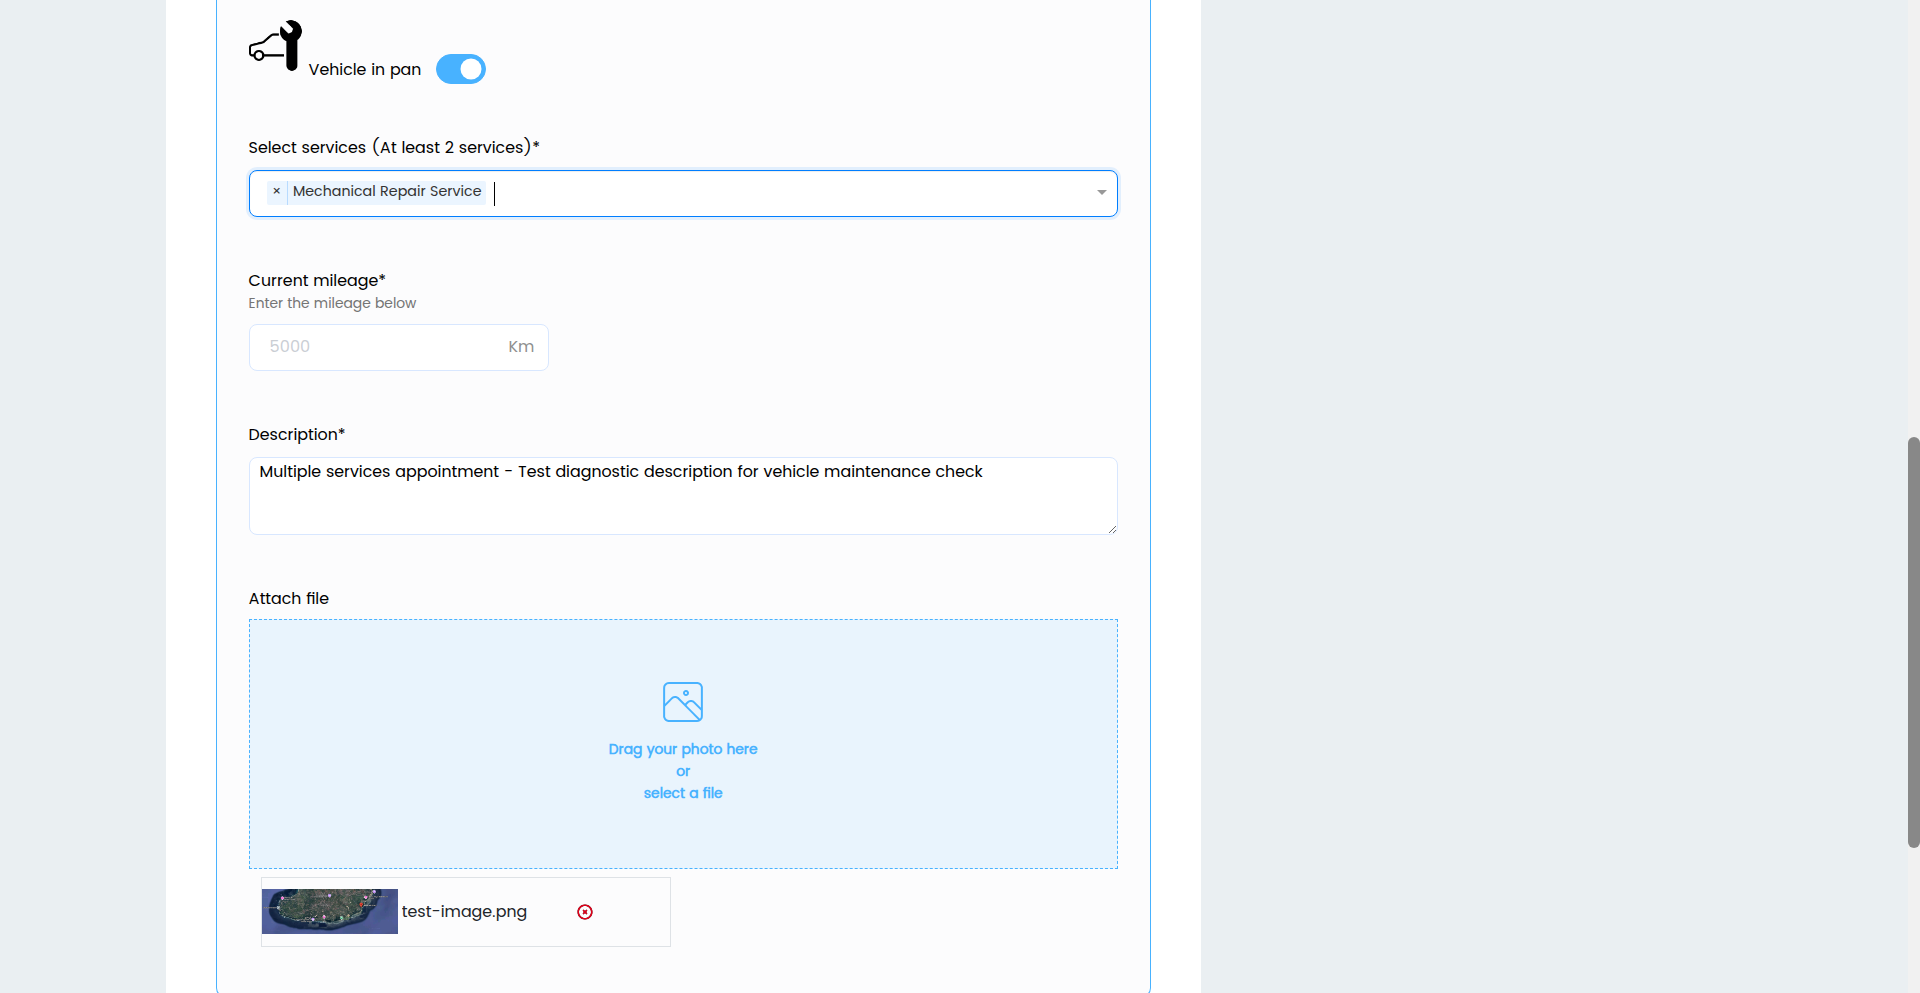 Vehicle in pan
Select services (At least 2 services)*
× Mechanical Repair Service
Current mileage*
Enter the mileage below
5000 Km
Description*
Multiple services appointment - Test diagnostic description for vehicle maintenance check
Attach file
Drag your photo here
or
select a file
test-image.png